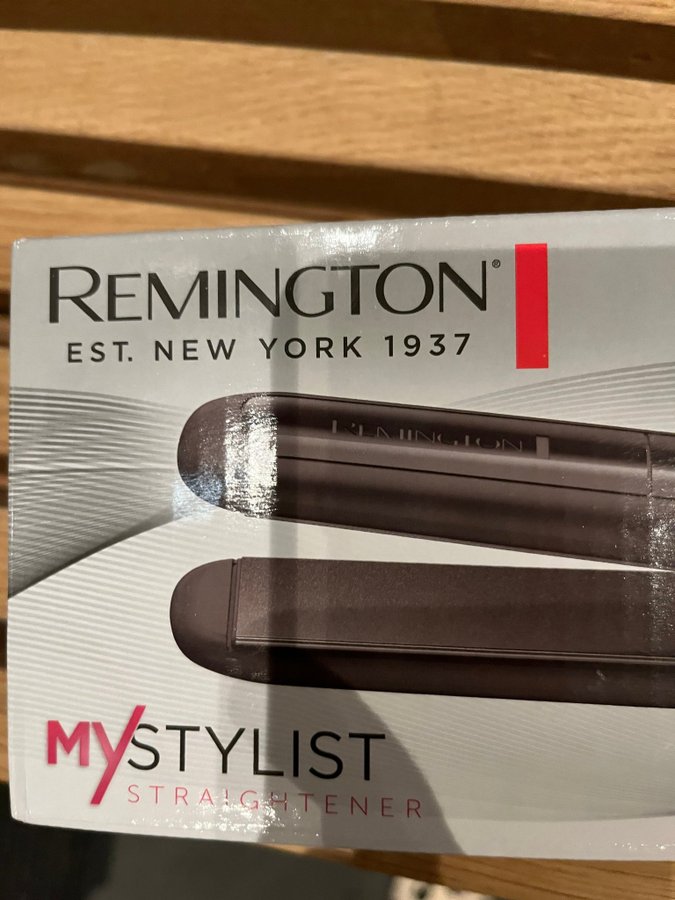 REMINGTON®
EST. NEW YORK 1937
REMINGTON
MYSTYLIST
STRAIGHTENER